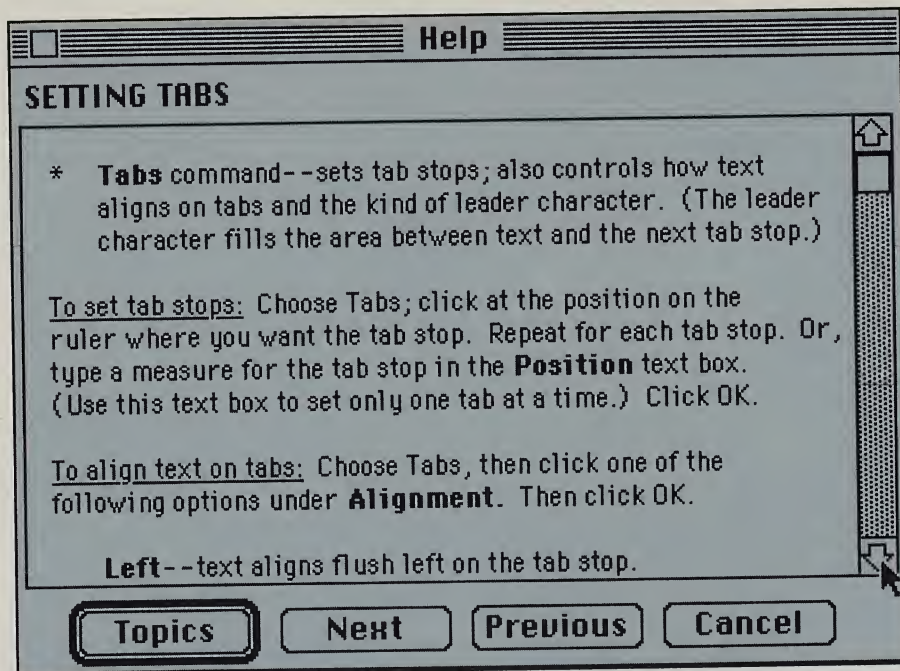 Help
SETTING TABS
* Tabs command--sets tab stops; also controls how text
aligns on tabs and the kind of leader character. (The leader
character fills the area between text and the next tab stop.)
To set tab stops: Choose Tabs; click at the position on the
ruler where you want the tab stop. Repeat for each tab stop. Or,
type a measure for the tab stop in the Position text box.
(Use this text box to set only one tab at a time.) Click OK.
To align text on tabs: Choose Tabs, then click one of the
following options under Alignment. Then click OK.
Left--text aligns flush left on the tab stop.
Topics Next Previous Cancel